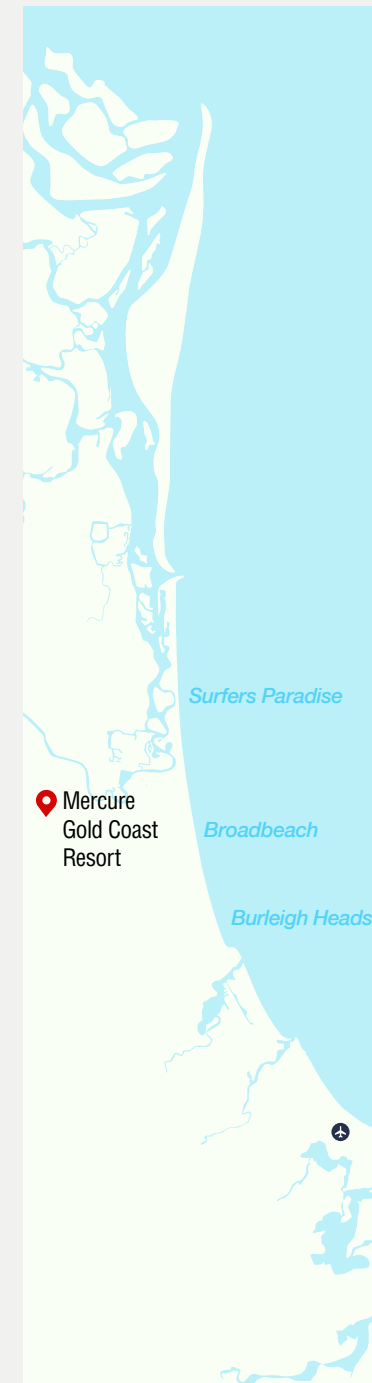 Surfers Paradise
Mercure
Gold Coast
Resort
Broadbeach
Burleigh Heads